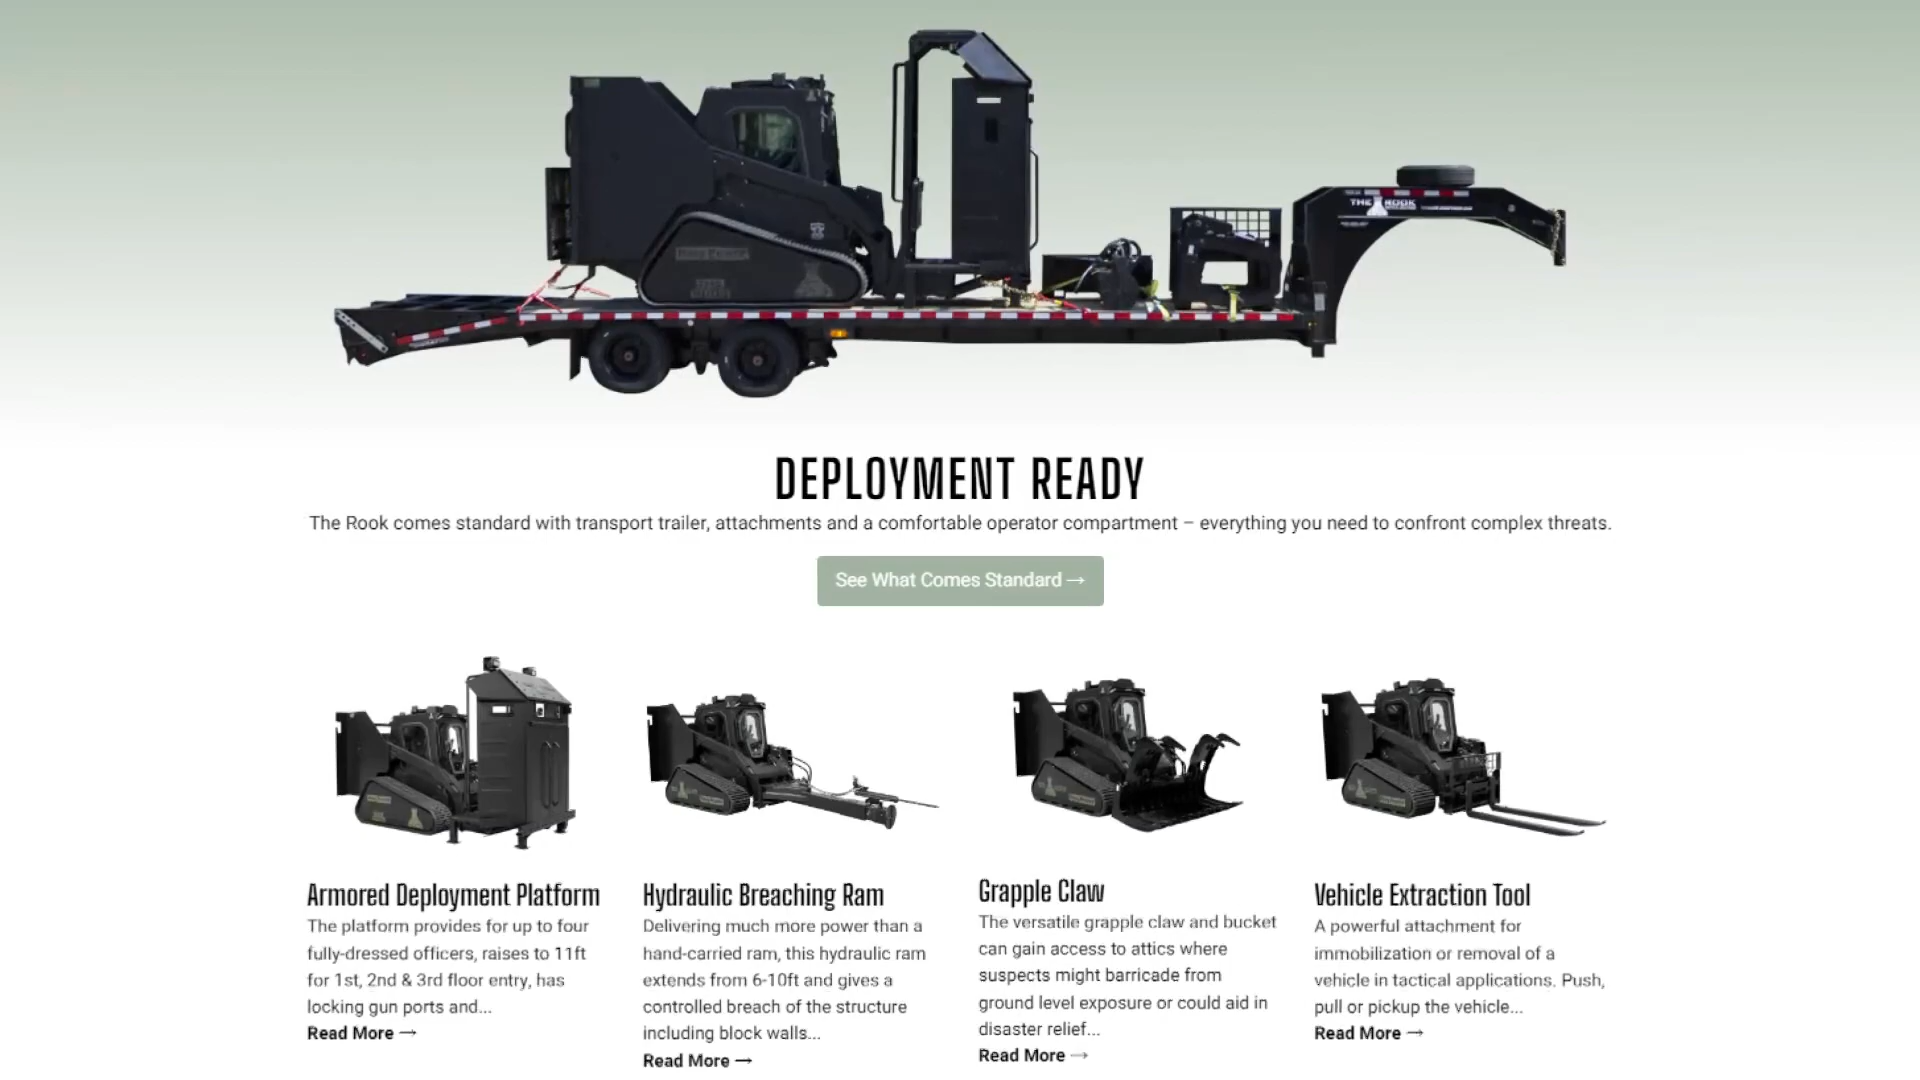 THE ROOK
DEPLOYMENT READY
The Rook comes standard with transport trailer, attachments and a comfortable operator compartment – everything you need to confront complex threats.
See What Comes Standard →
Armored Deployment Platform
The platform provides for up to four
fully-dressed officers, raises to 11ft
for 1st, 2nd & 3rd floor entry, has
locking gun ports and...
Read More →
Hydraulic Breaching Ram
Delivering much more power than a
hand-carried ram, this hydraulic ram
extends from 6-10ft and gives a
controlled breach of the structure
including block walls...
Read More →
Grapple Claw
The versatile grapple claw and bucket
can gain access to attics where
suspects might barricade from
ground level exposure or could aid in
disaster relief...
Read More →
Vehicle Extraction Tool
A powerful attachment for
immobilization or removal of a
vehicle in tactical applications. Push,
pull or pickup the vehicle...
Read More →